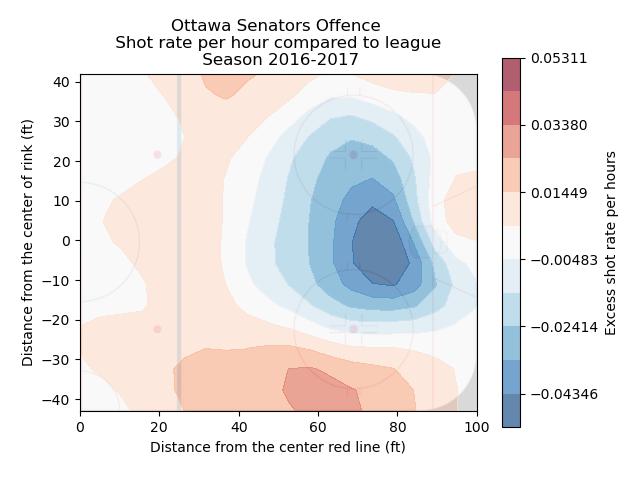 Ottawa Senators Offence
Shot rate per hour compared to league
Season 2016-2017
Distance from the center of rink (ft)
40
30
20
10
0
−10
−20
−30
−40
0 20 40 60 80 100
Distance from the center red line (ft)
0.05311
0.03380
0.01449
−0.00483
−0.02414
−0.04346
Excess shot rate per hours